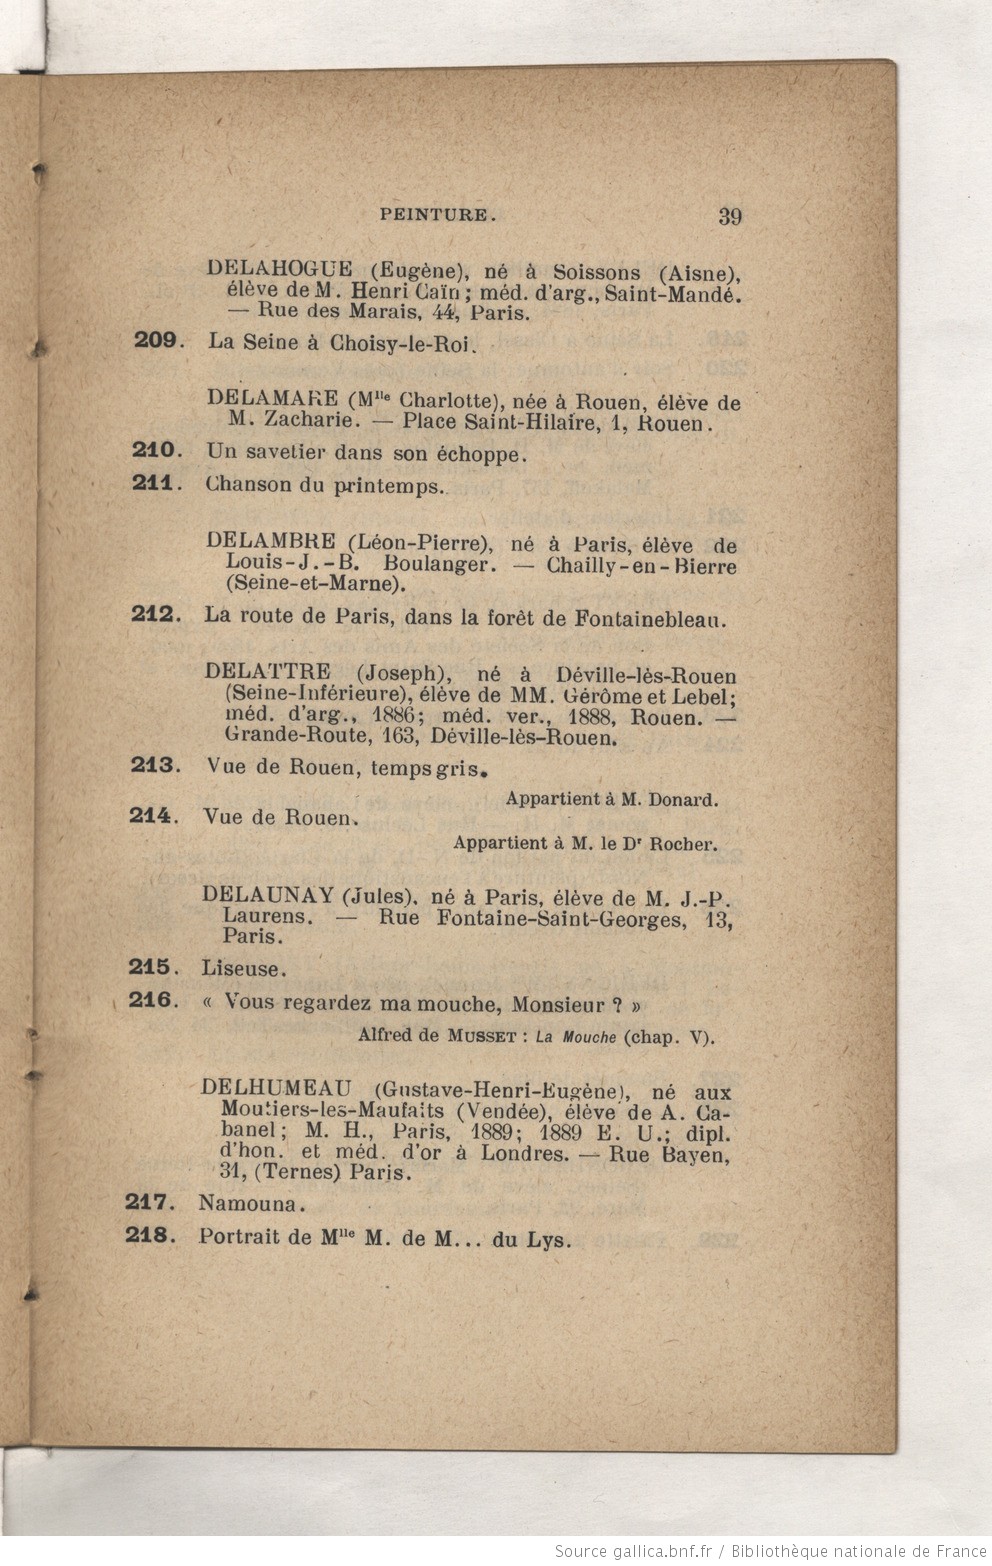 PEINTURE. 39
DELAHOGUE (Eugène), né à Soissons (Aisne),
élève de M. Henri Caïn ; méd. d'arg., Saint-Mandé.
— Rue des Marais, 44, Paris.
209. La Seine à Choisy-le-Roi.
DELAMARE (Mlle Charlotte), née à Rouen, élève de
M. Zacharie. — Place Saint-Hilaire, 1, Rouen.
210. Un savetier dans son échoppe.
211. Chanson du printemps.
DELAMBRE (Léon-Pierre), né à Paris, élève de
Louis-J.-B. Boulanger. — Chailly-en-Bierre
(Seine-et-Marne).
212. La route de Paris, dans la forêt de Fontainebleau.
DELATTRE (Joseph), né à Déville-lès-Rouen
(Seine-Inférieure), élève de MM. Gérôme et Lebel;
méd. d'arg., 1886; méd. ver., 1888, Rouen. —
Grande-Route, 163, Déville-lès-Rouen.
213. Vue de Rouen, temps gris.
Appartient à M. Donard.
214. Vue de Rouen.
Appartient à M. le Dr Rocher.
DELAUNAY (Jules), né à Paris, élève de M. J.-P.
Laurens. — Rue Fontaine-Saint-Georges, 13,
Paris.
215. Liseuse.
216. « Vous regardez ma mouche, Monsieur ? »
Alfred de MUSSET : La Mouche (chap. V).
DELHUMEAU (Gustave-Henri-Eugène), né aux
Moutiers-les-Maufaits (Vendée), élève de A. Ca-
banel; M. H., Paris, 1889; 1889 E. U.; dipl.
d'hon. et méd. d'or à Londres. — Rue Bayen,
31, (Ternes) Paris.
217. Namouna.
218. Portrait de Mlle M. de M... du Lys.
Source gallica.bnf.fr / Bibliothèque nationale de France